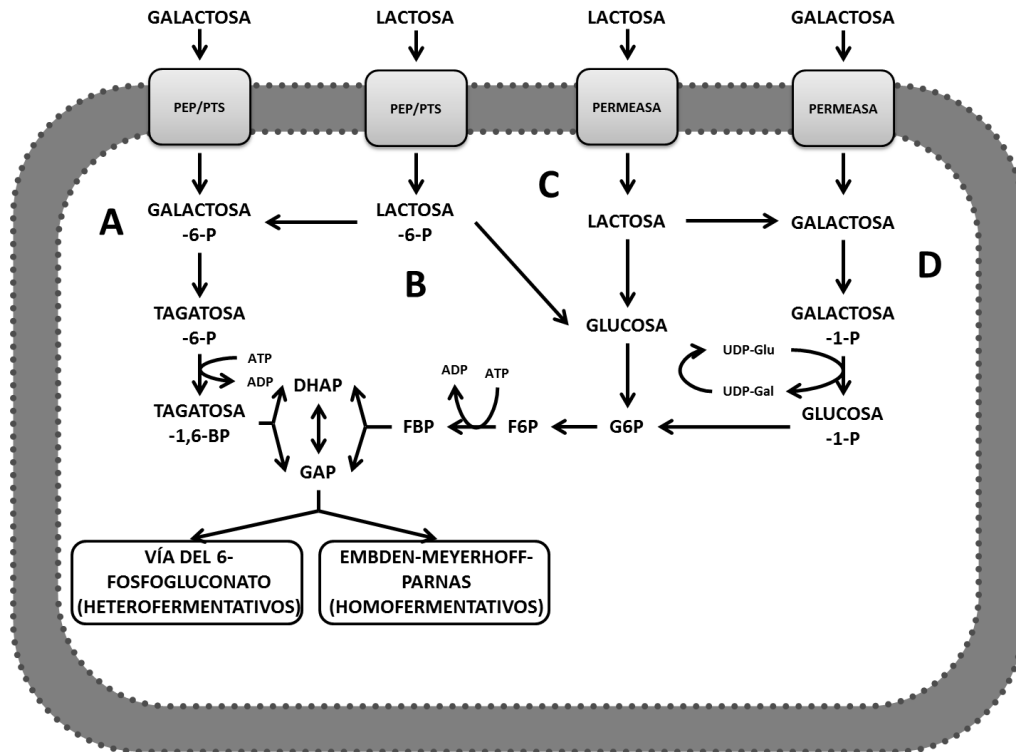 GALACTOSA
LACTOSA
LACTOSA
GALACTOSA
PEP/PTS
PEP/PTS
PERMEASA
PERMEASA
A
GALACTOSA
-6-P
LACTOSA
-6-P
B
C
LACTOSA
GALACTOSA
D
TAGATOSA
-6-P
GLUCOSA
GALACTOSA
-1-P
ATP
ADP
UDP-Glu
UDP-Gal
TAGATOSA
-1,6-BP
DHAP
GAP
ADP
ATP
FBP
F6P
G6P
GLUCOSA
-1-P
VÍA DEL 6-
FOSFOGLUCONATO
(HETEROFERMENTATIVOS)
EMBDEN-MEYERHOFF-
PARNAS
(HOMOFERMENTATIVOS)